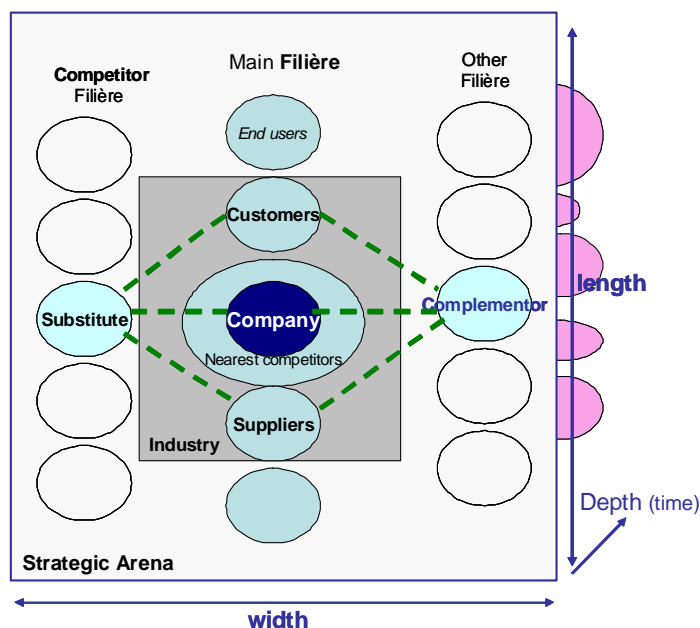 Competitor
Filière
Main Filière
Other
Filière
End users
Customers
Substitute
Company
Complementor
length
Nearest competitors
Suppliers
Industry
Depth (time)
Strategic Arena
width